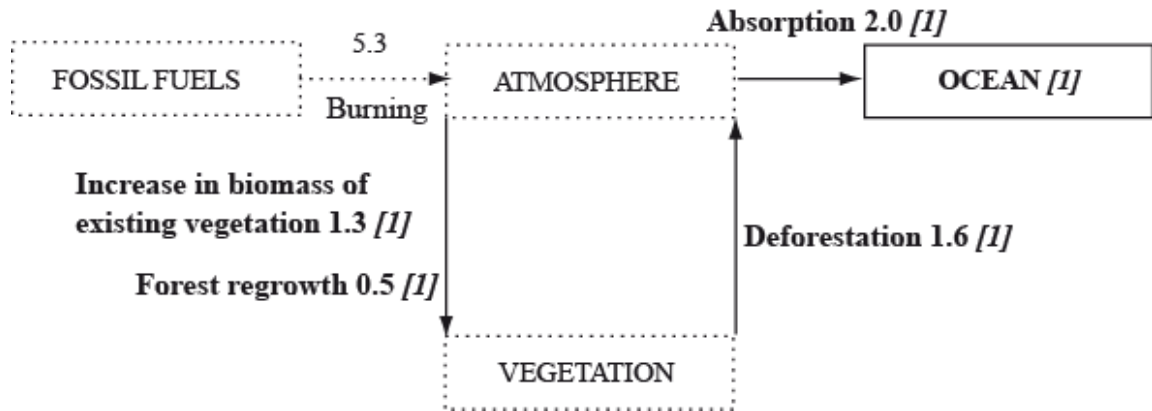 Absorption 2.0 [1]
5.3
FOSSIL FUELS
ATMOSPHERE
OCEAN [1]
Burning
Increase in biomass of
existing vegetation 1.3 [1]
Deforestation 1.6 [1]
Forest regrowth 0.5 [1]
VEGETATION